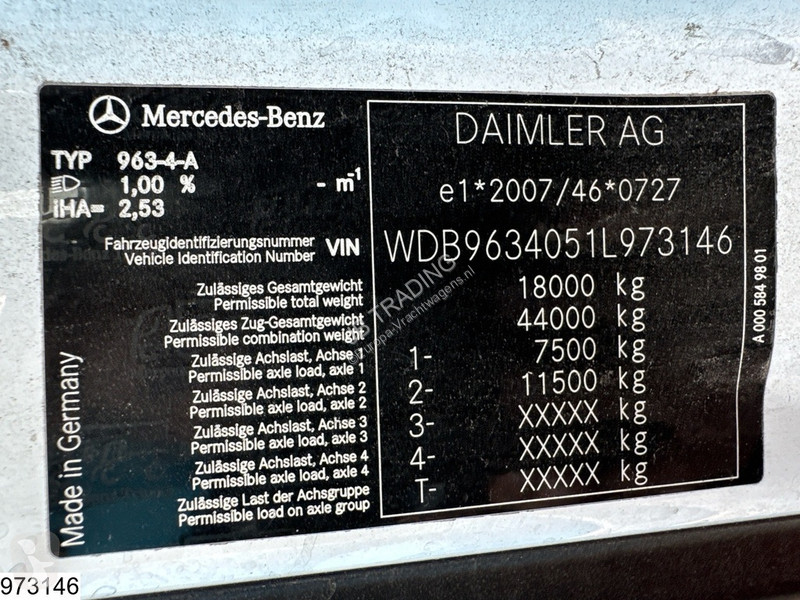 Mercedes-Benz
TYP 963-4-A
1,00 % - m-1
iHA= 2,53
Fahrzeugidentifizierungsnummer
Vehicle Identification Number VIN
Zulässiges Gesamtgewicht
Permissible total weight
Zulässiges Zug-Gesamtgewicht
Permissible combination weight
Zulässige Achslast, Achse 1
Permissible axle load, axle 1
Zulässige Achslast, Achse 2
Permissible axle load, axle 2
Zulässige Achslast, Achse 3
Permissible axle load, axle 3
Zulässige Achslast, Achse 4
Permissible axle load, axle 4
Zulässige Last der Achsgruppe
Permissible load on axle group
Made in Germany
DAIMLER AG
e1*2007/46*0727
WDB9634051L973146
18000 kg
44000 kg
1- 7500 kg
2- 11500 kg
3- XXXXX kg
4- XXXXX kg
T- XXXXX kg
A 000 584 98 01
TRADING
Europa-Vrachtwagens.nl
973146